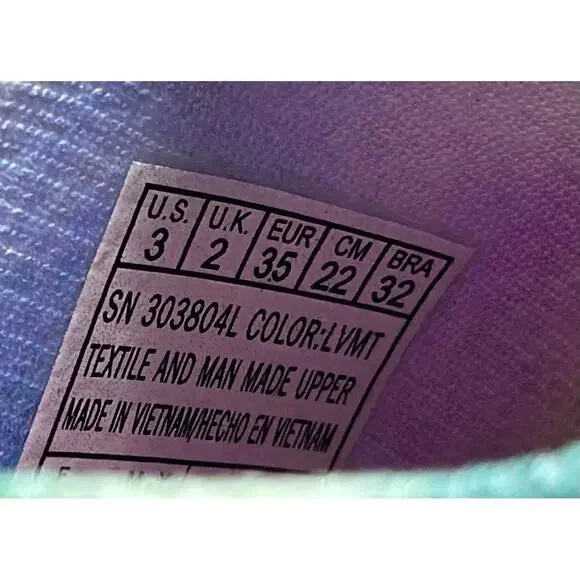 U.S. U.K. EUR CM BRA
3 2 35 22 32
SN 303804L COLOR:LVMT
TEXTILE AND MAN MADE UPPER
MADE IN VIETNAM/HECHO EN VIETNAM